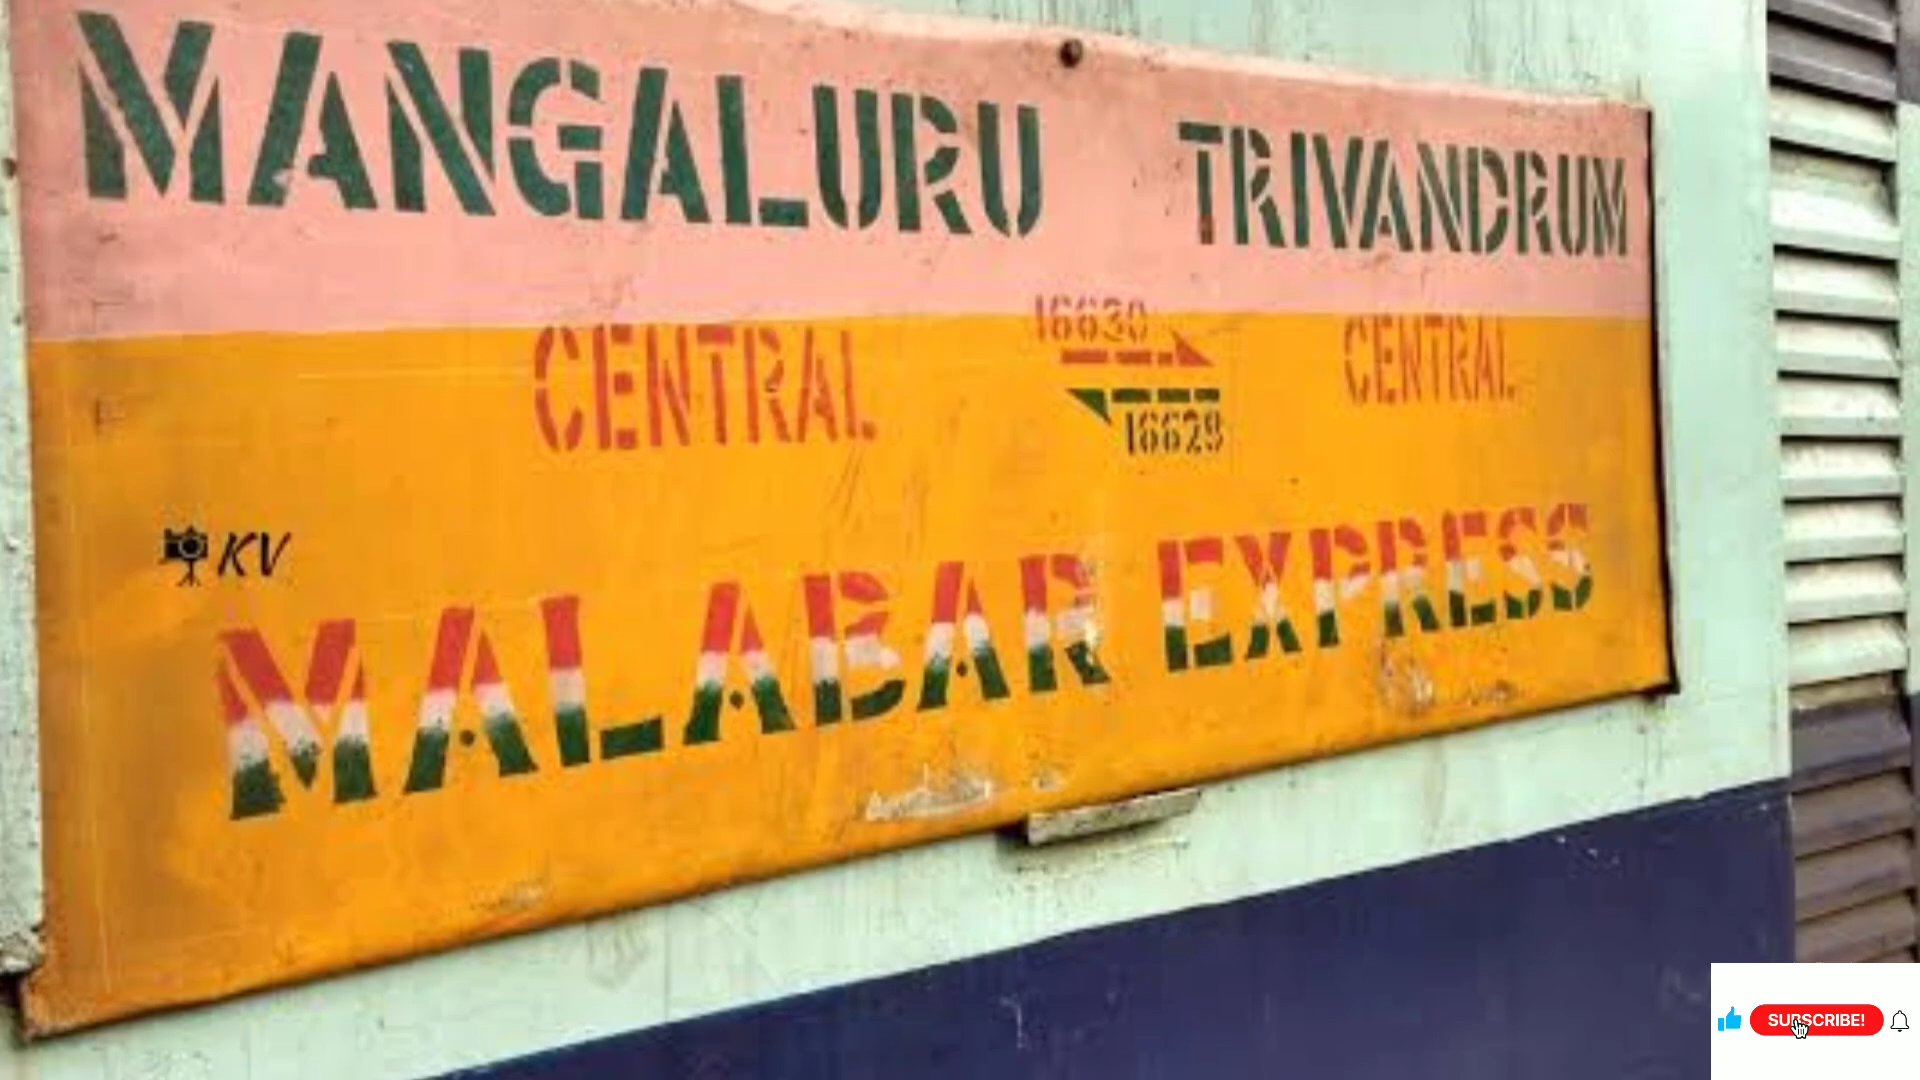 MANGALURU TRIVANDRUM
CENTRAL 16630 CENTRAL
16629
KV
MALABAR EXPRESS
SUBSCRIBE!